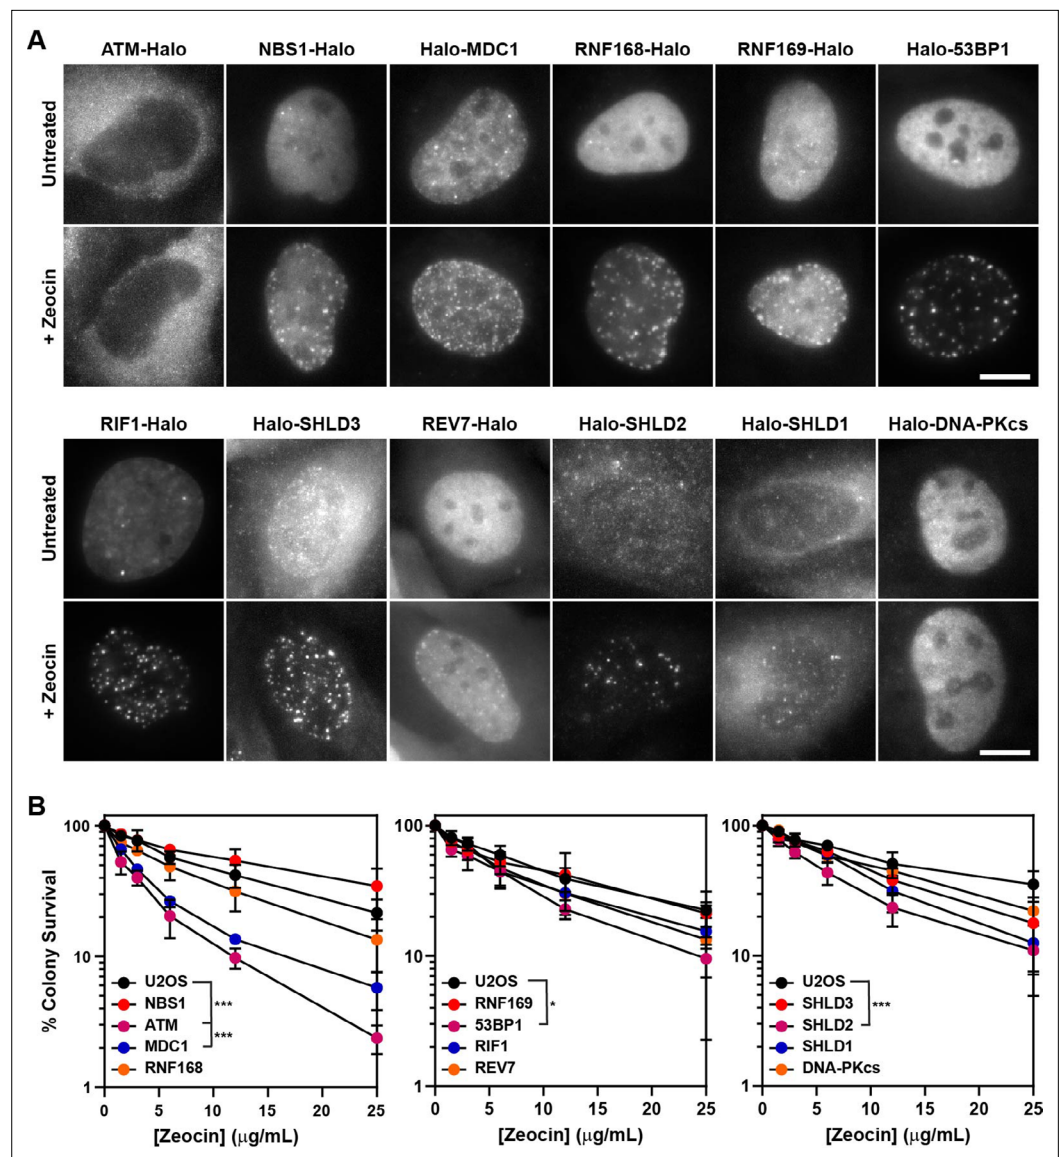 A
ATM-Halo NBS1-Halo Halo-MDC1 RNF168-Halo RNF169-Halo Halo-53BP1
Untreated
+ Zeocin
RIF1-Halo Halo-SHLD3 REV7-Halo Halo-SHLD2 Halo-SHLD1 Halo-DNA-PKcs
Untreated
+ Zeocin
B
% Colony Survival
100
10
1
U2OS
NBS1
ATM
MDC1
RNF168
***
***
0 5 10 15 20 25
[Zeocin] (μg/mL)
100
10
1
U2OS
RNF169
53BP1
RIF1
REV7
*
0 5 10 15 20 25
[Zeocin] (μg/mL)
100
10
1
U2OS
SHLD3
SHLD2
SHLD1
DNA-PKcs
***
0 5 10 15 20 25
[Zeocin] (μg/mL)